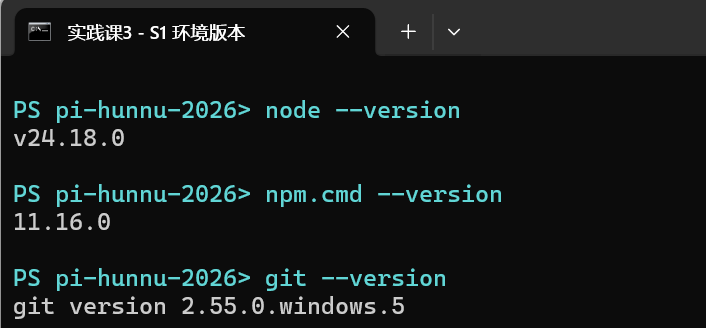 实践课3 - S1 环境版本
PS pi-hunnu-2026> node --version
v24.18.0
PS pi-hunnu-2026> npm.cmd --version
11.16.0
PS pi-hunnu-2026> git --version
git version 2.55.0.windows.5